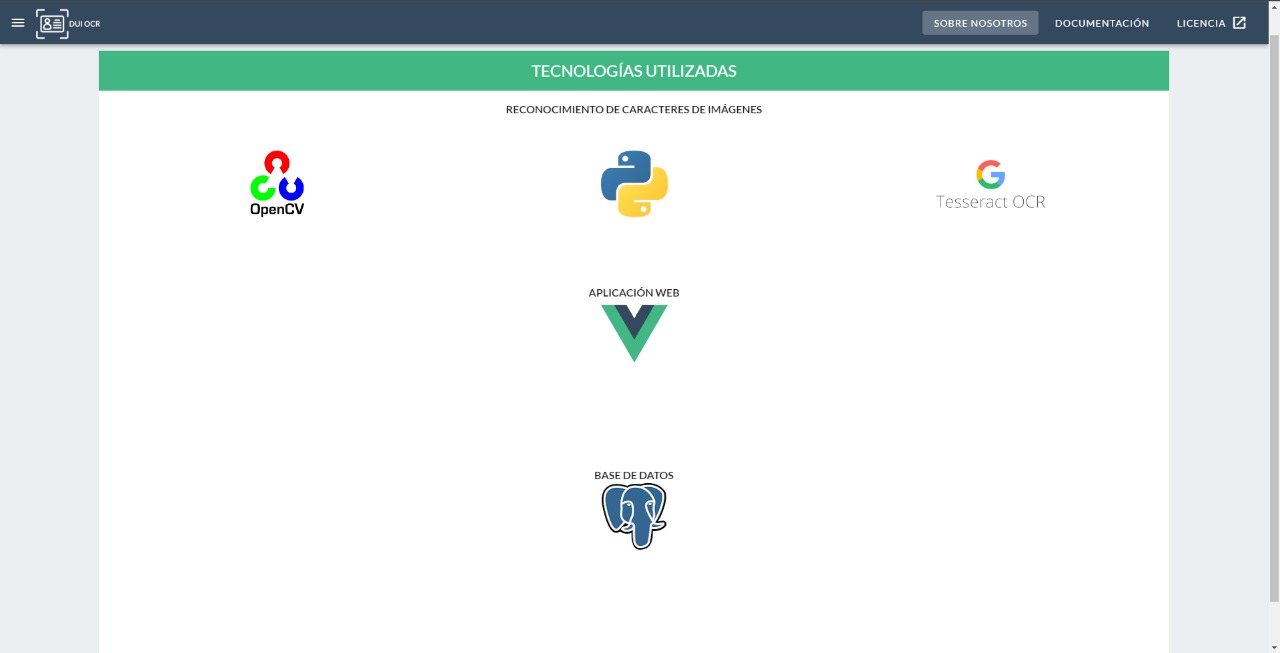 DUI OCR
SOBRE NOSOTROS
DOCUMENTACIÓN
LICENCIA
TECNOLOGÍAS UTILIZADAS
RECONOCIMIENTO DE CARACTERES DE IMÁGENES
OpenCV
Tesseract OCR
APLICACIÓN WEB
BASE DE DATOS